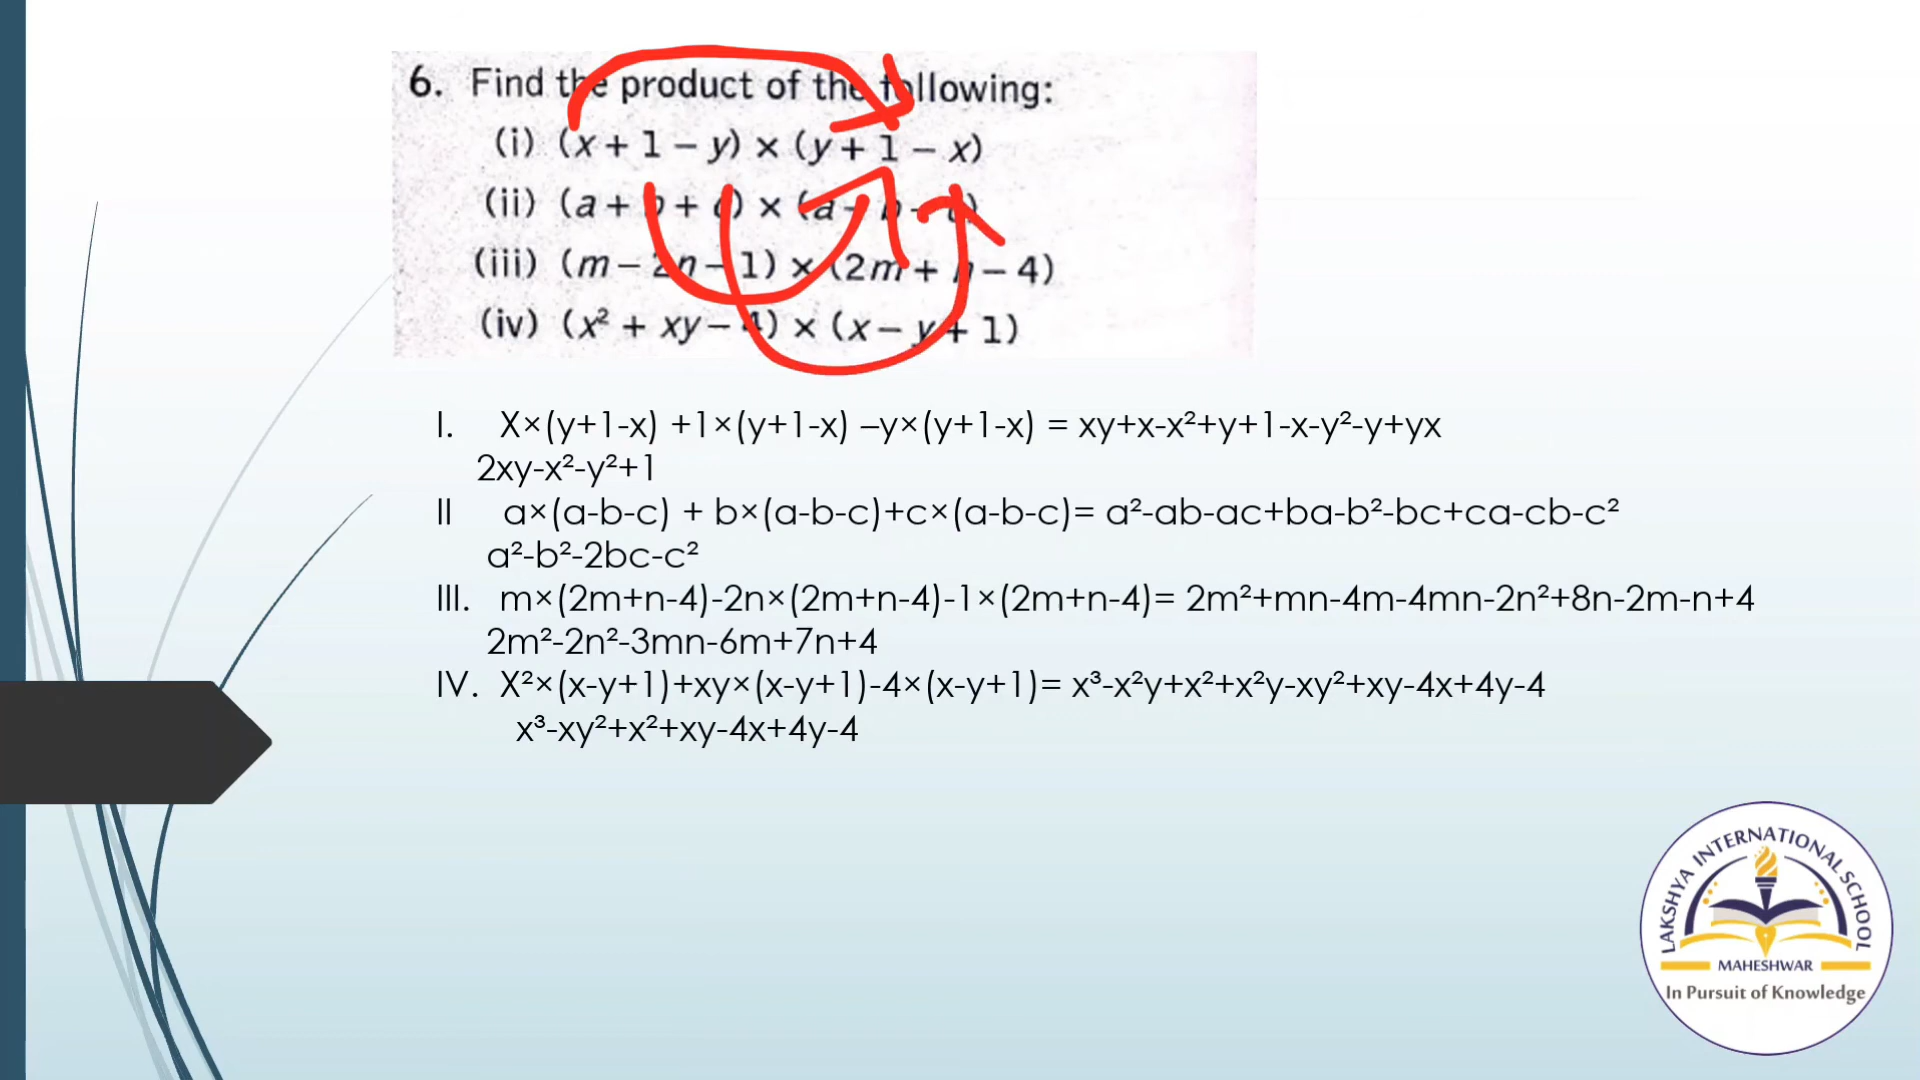 6. Find the product of the following:
(i) (x + 1 – y) × (y + 1 – x)
(ii) (a + b + c) × (a – b – c)
(iii) (m – 2n – 1) × (2m + n – 4)
(iv) (x² + xy – 4) × (x – y + 1)
I. X×(y+1-x) +1×(y+1-x) –y×(y+1-x) = xy+x-x²+y+1-x-y²-y+yx
2xy-x²-y²+1
II a×(a-b-c) + b×(a-b-c)+c×(a-b-c)= a²-ab-ac+ba-b²-bc+ca-cb-c²
a²-b²-2bc-c²
III. m×(2m+n-4)-2n×(2m+n-4)-1×(2m+n-4)= 2m²+mn-4m-4mn-2n²+8n-2m-n+4
2m²-2n²-3mn-6m+7n+4
IV. X²×(x-y+1)+xy×(x-y+1)-4×(x-y+1)= x³-x²y+x²+x²y-xy²+xy-4x+4y-4
x³-xy²+x²+xy-4x+4y-4
LAKSHYA INTERNATIONAL SCHOOL
MAHESHWAR
In Pursuit of Knowledge